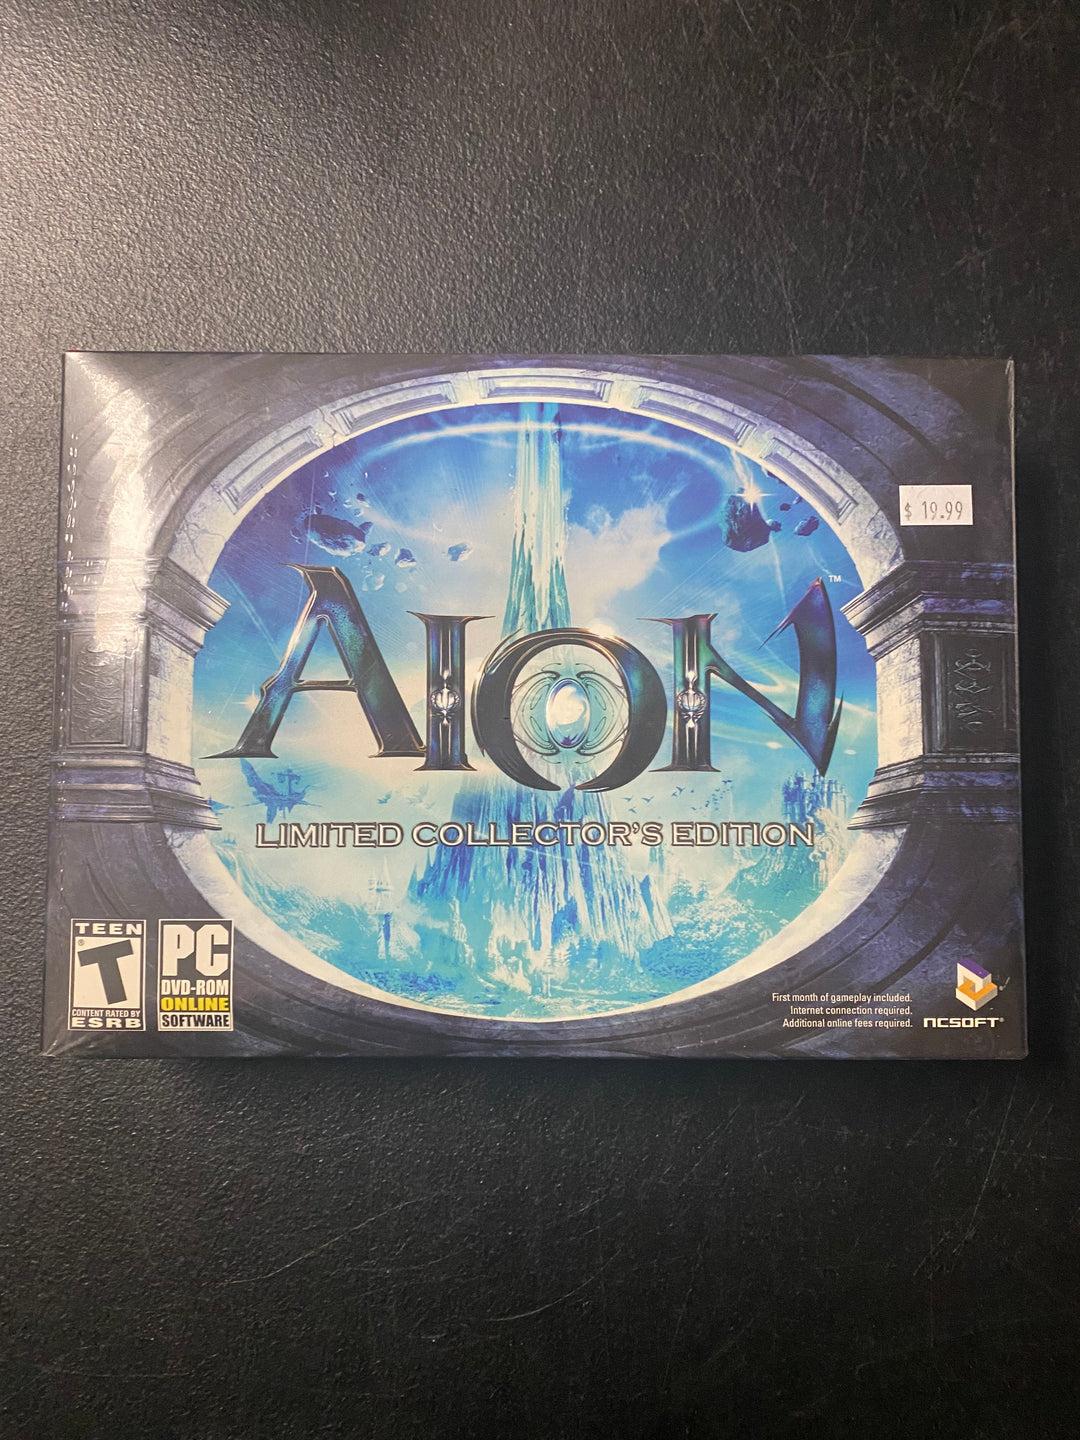 $ 19.99
AION™
LIMITED COLLECTOR'S EDITION
TEEN
T
®
CONTENT RATED BY
ESRB
PC
DVD-ROM
ONLINE
SOFTWARE
First month of gameplay included.
Internet connection required.
Additional online fees required.
NCSOFT®